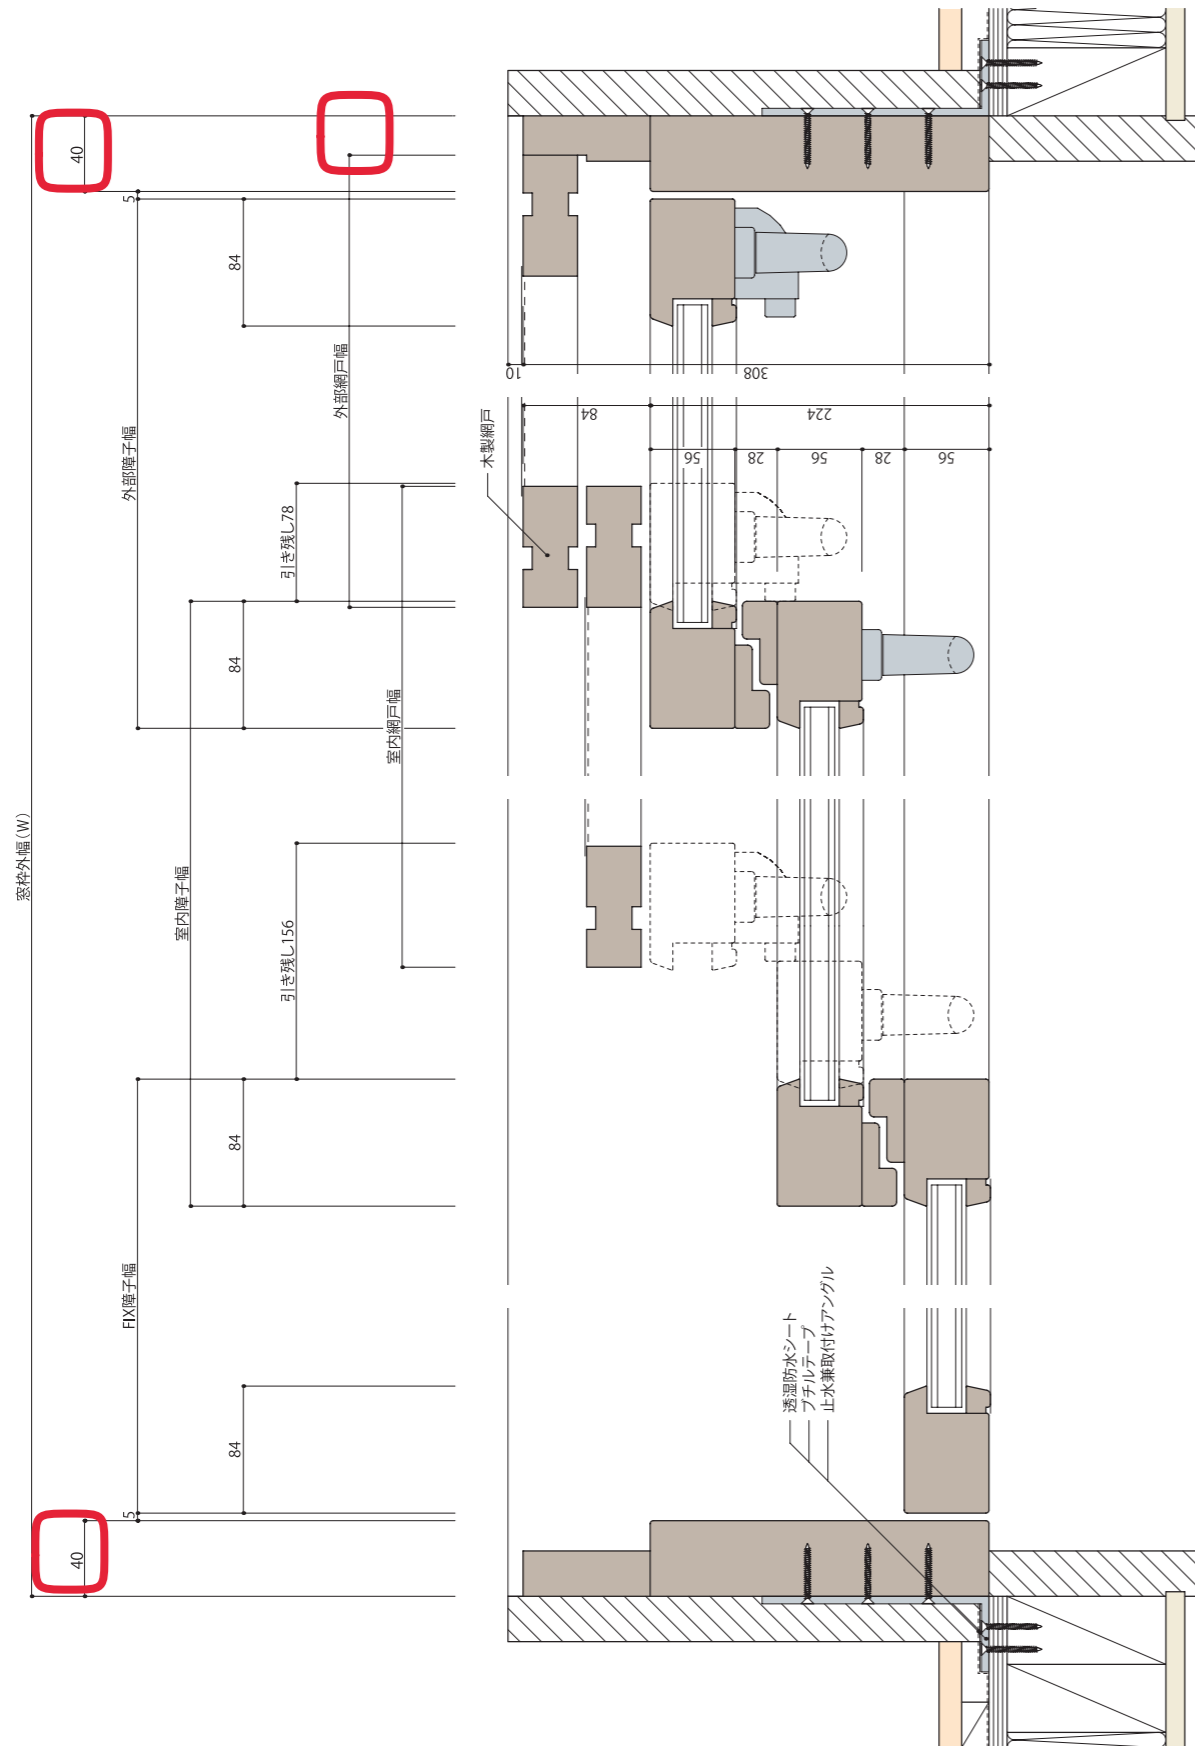 窓枠外幅(W)
40
5
84
外部網戸幅
外部障子幅
引き残し78
84
室内網戸幅
室内障子幅
引き残し156
84
FIX障子幅
84
5
40
10
308
84
224
56
28
56
28
56
木製網戸
透湿防水シート
ブチルテープ
止水兼取付けアングル